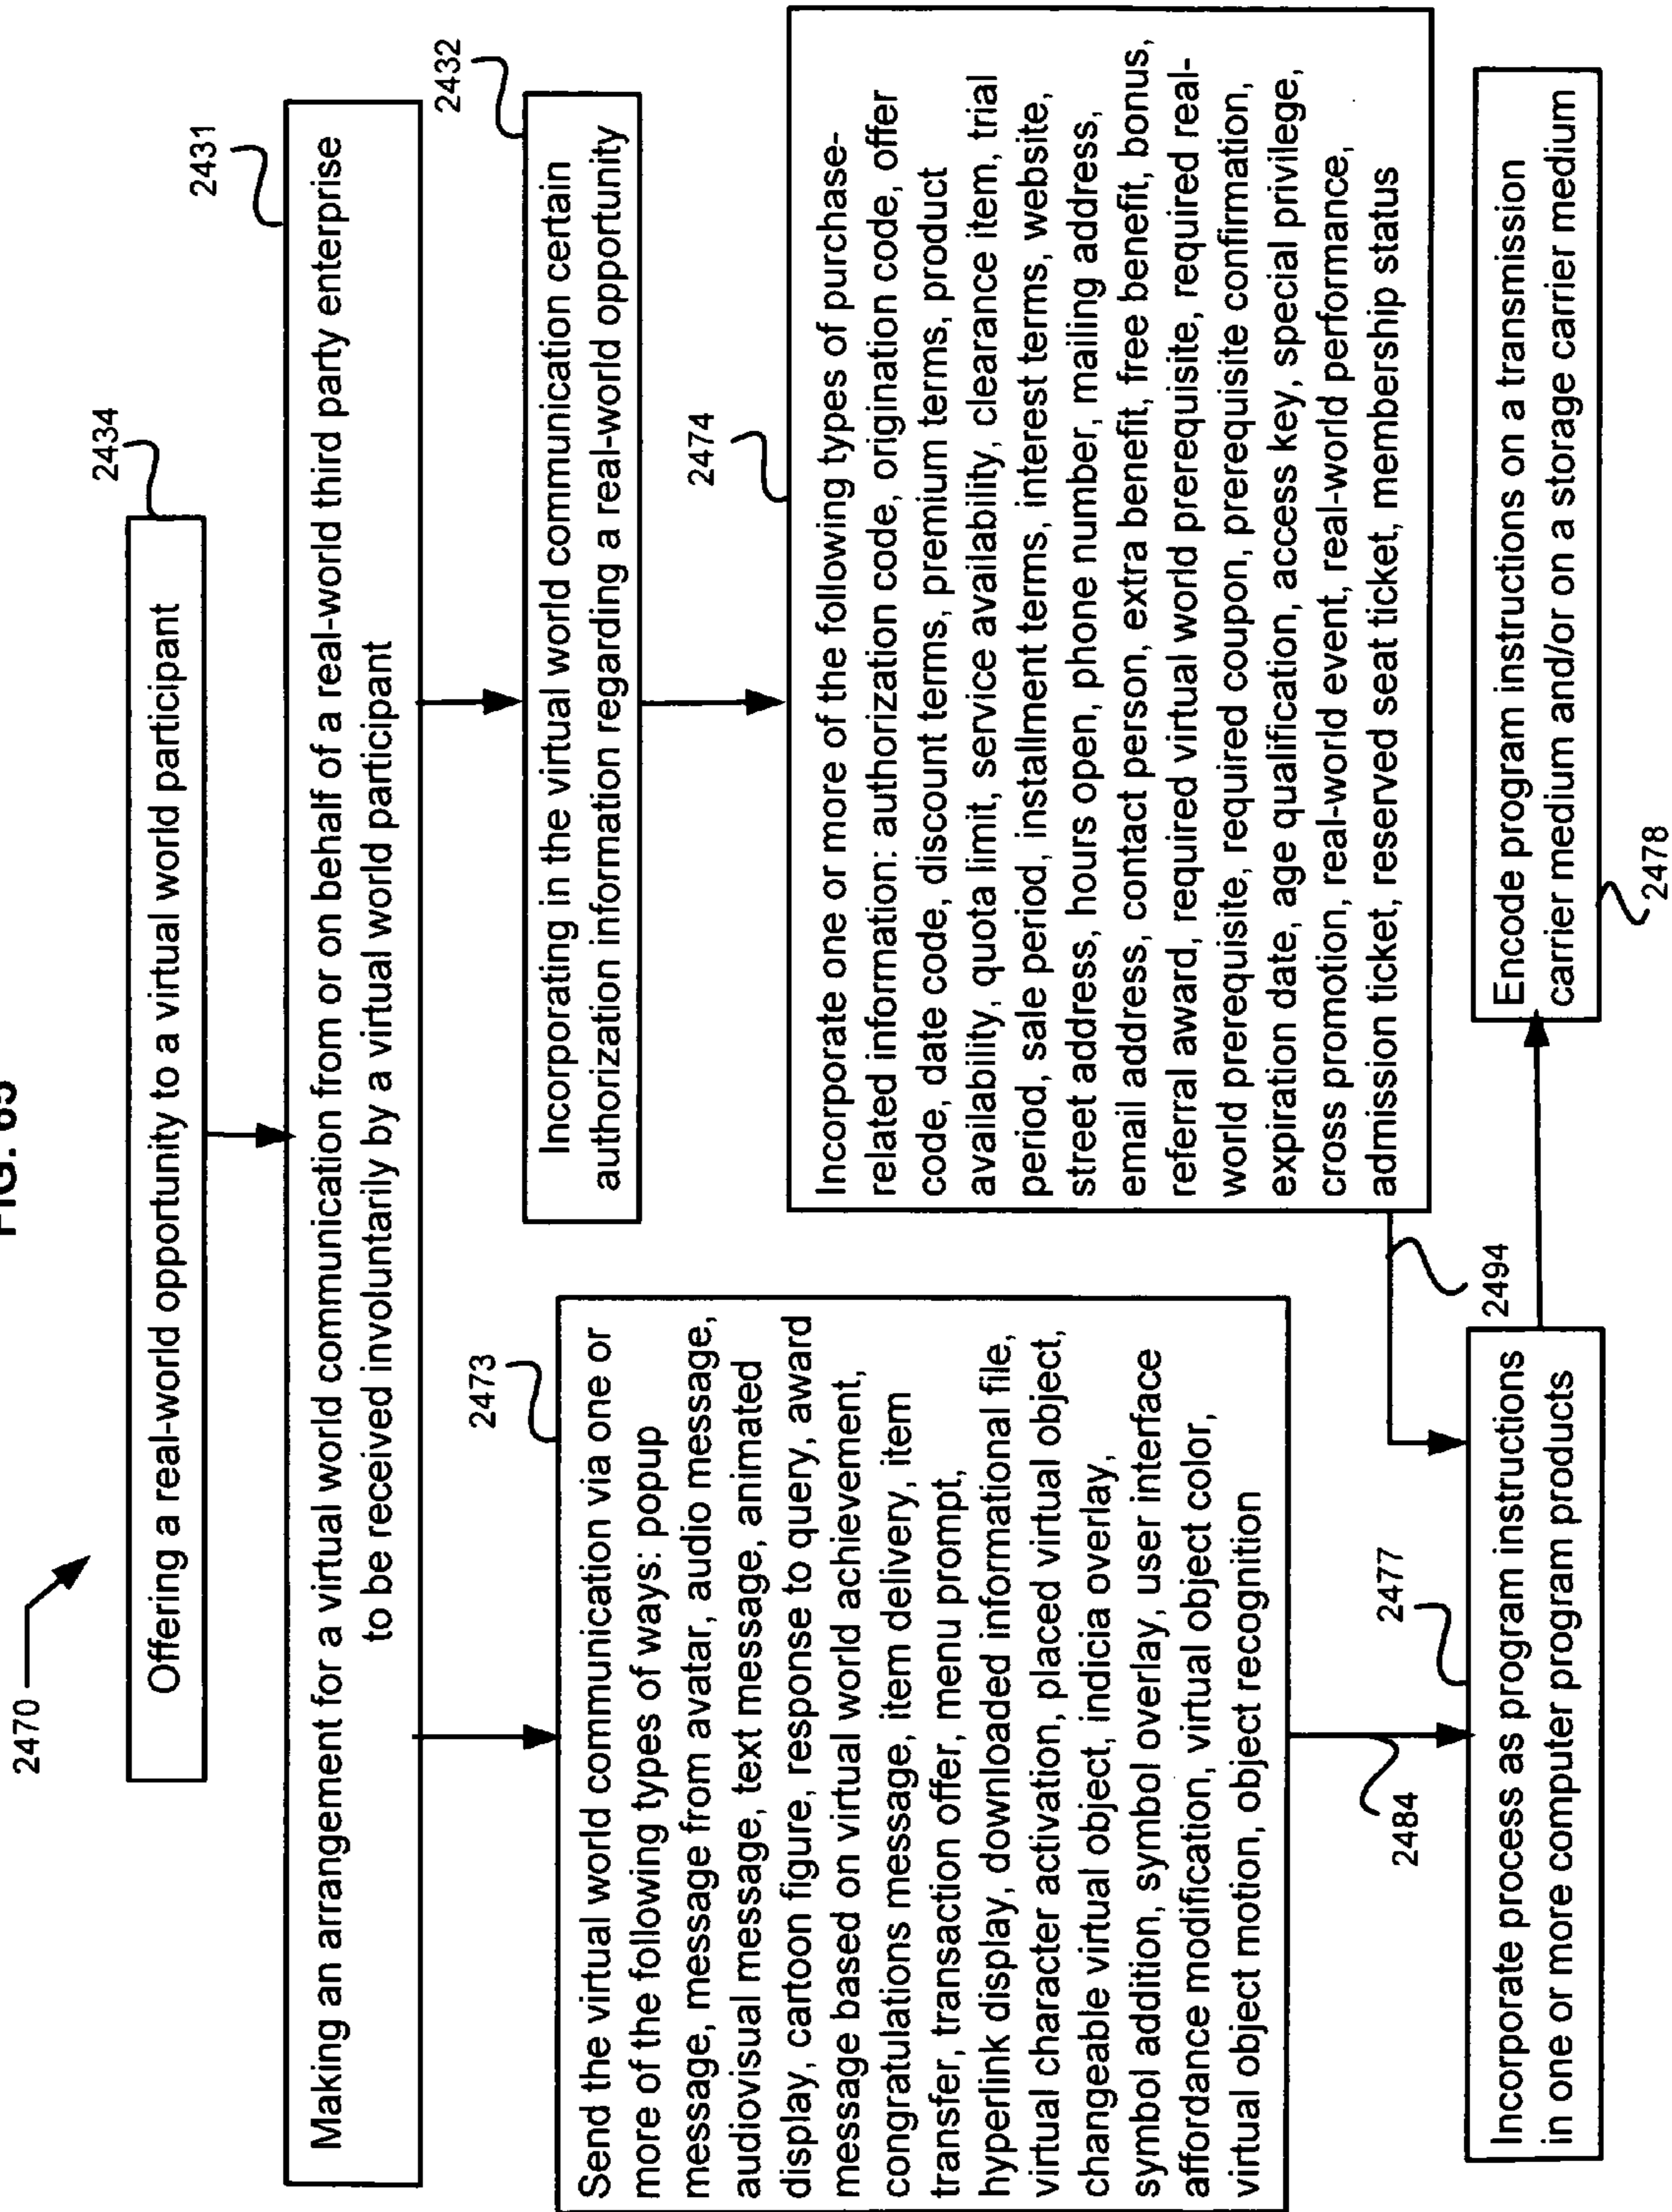 FIG.
2470
2434
Offering a real-world opportunity to a virtual world participant
2431
Making an arrangement for a virtual world communication from or on behalf of a real-world third party enterprise
to be received involuntarily by a virtual world participant
2432
Incorporating in the virtual world communication certain
authorization information regarding a real-world opportunity
2473
Send the virtual world communication via one or
more of the following types of ways: popup
message, message from avatar, audio message,
audiovisual message, text message, animated
display, cartoon figure, response to query, award
message based on virtual world achievement,
congratulations message, item delivery, item
transfer, transaction offer, menu prompt,
hyperlink display, downloaded informational file,
virtual character activation, placed virtual object,
changeable virtual object, indicia overlay,
symbol addition, symbol overlay, user interface
affordance modification, virtual object color,
virtual object motion, object recognition
2474
Incorporate one or more of the following types of purchase-
related information: authorization code, origination code, offer
code, date code, discount terms, premium terms, product
availability, quota limit, service availability, clearance item, trial
period, sale period, installment terms, interest terms, website,
street address, hours open, phone number, mailing address,
email address, contact person, extra benefit, free benefit, bonus,
referral award, required virtual world prerequisite, required real-
world prerequisite, required coupon, prerequisite confirmation,
expiration date, age qualification, access key, special privilege,
cross promotion, real-world event, real-world performance,
admission ticket, reserved seat ticket, membership status
2484
2477
2494
Incorporate process as program instructions
in one or more computer program products
Encode program instructions on a transmission
carrier medium and/or on a storage carrier medium
2478